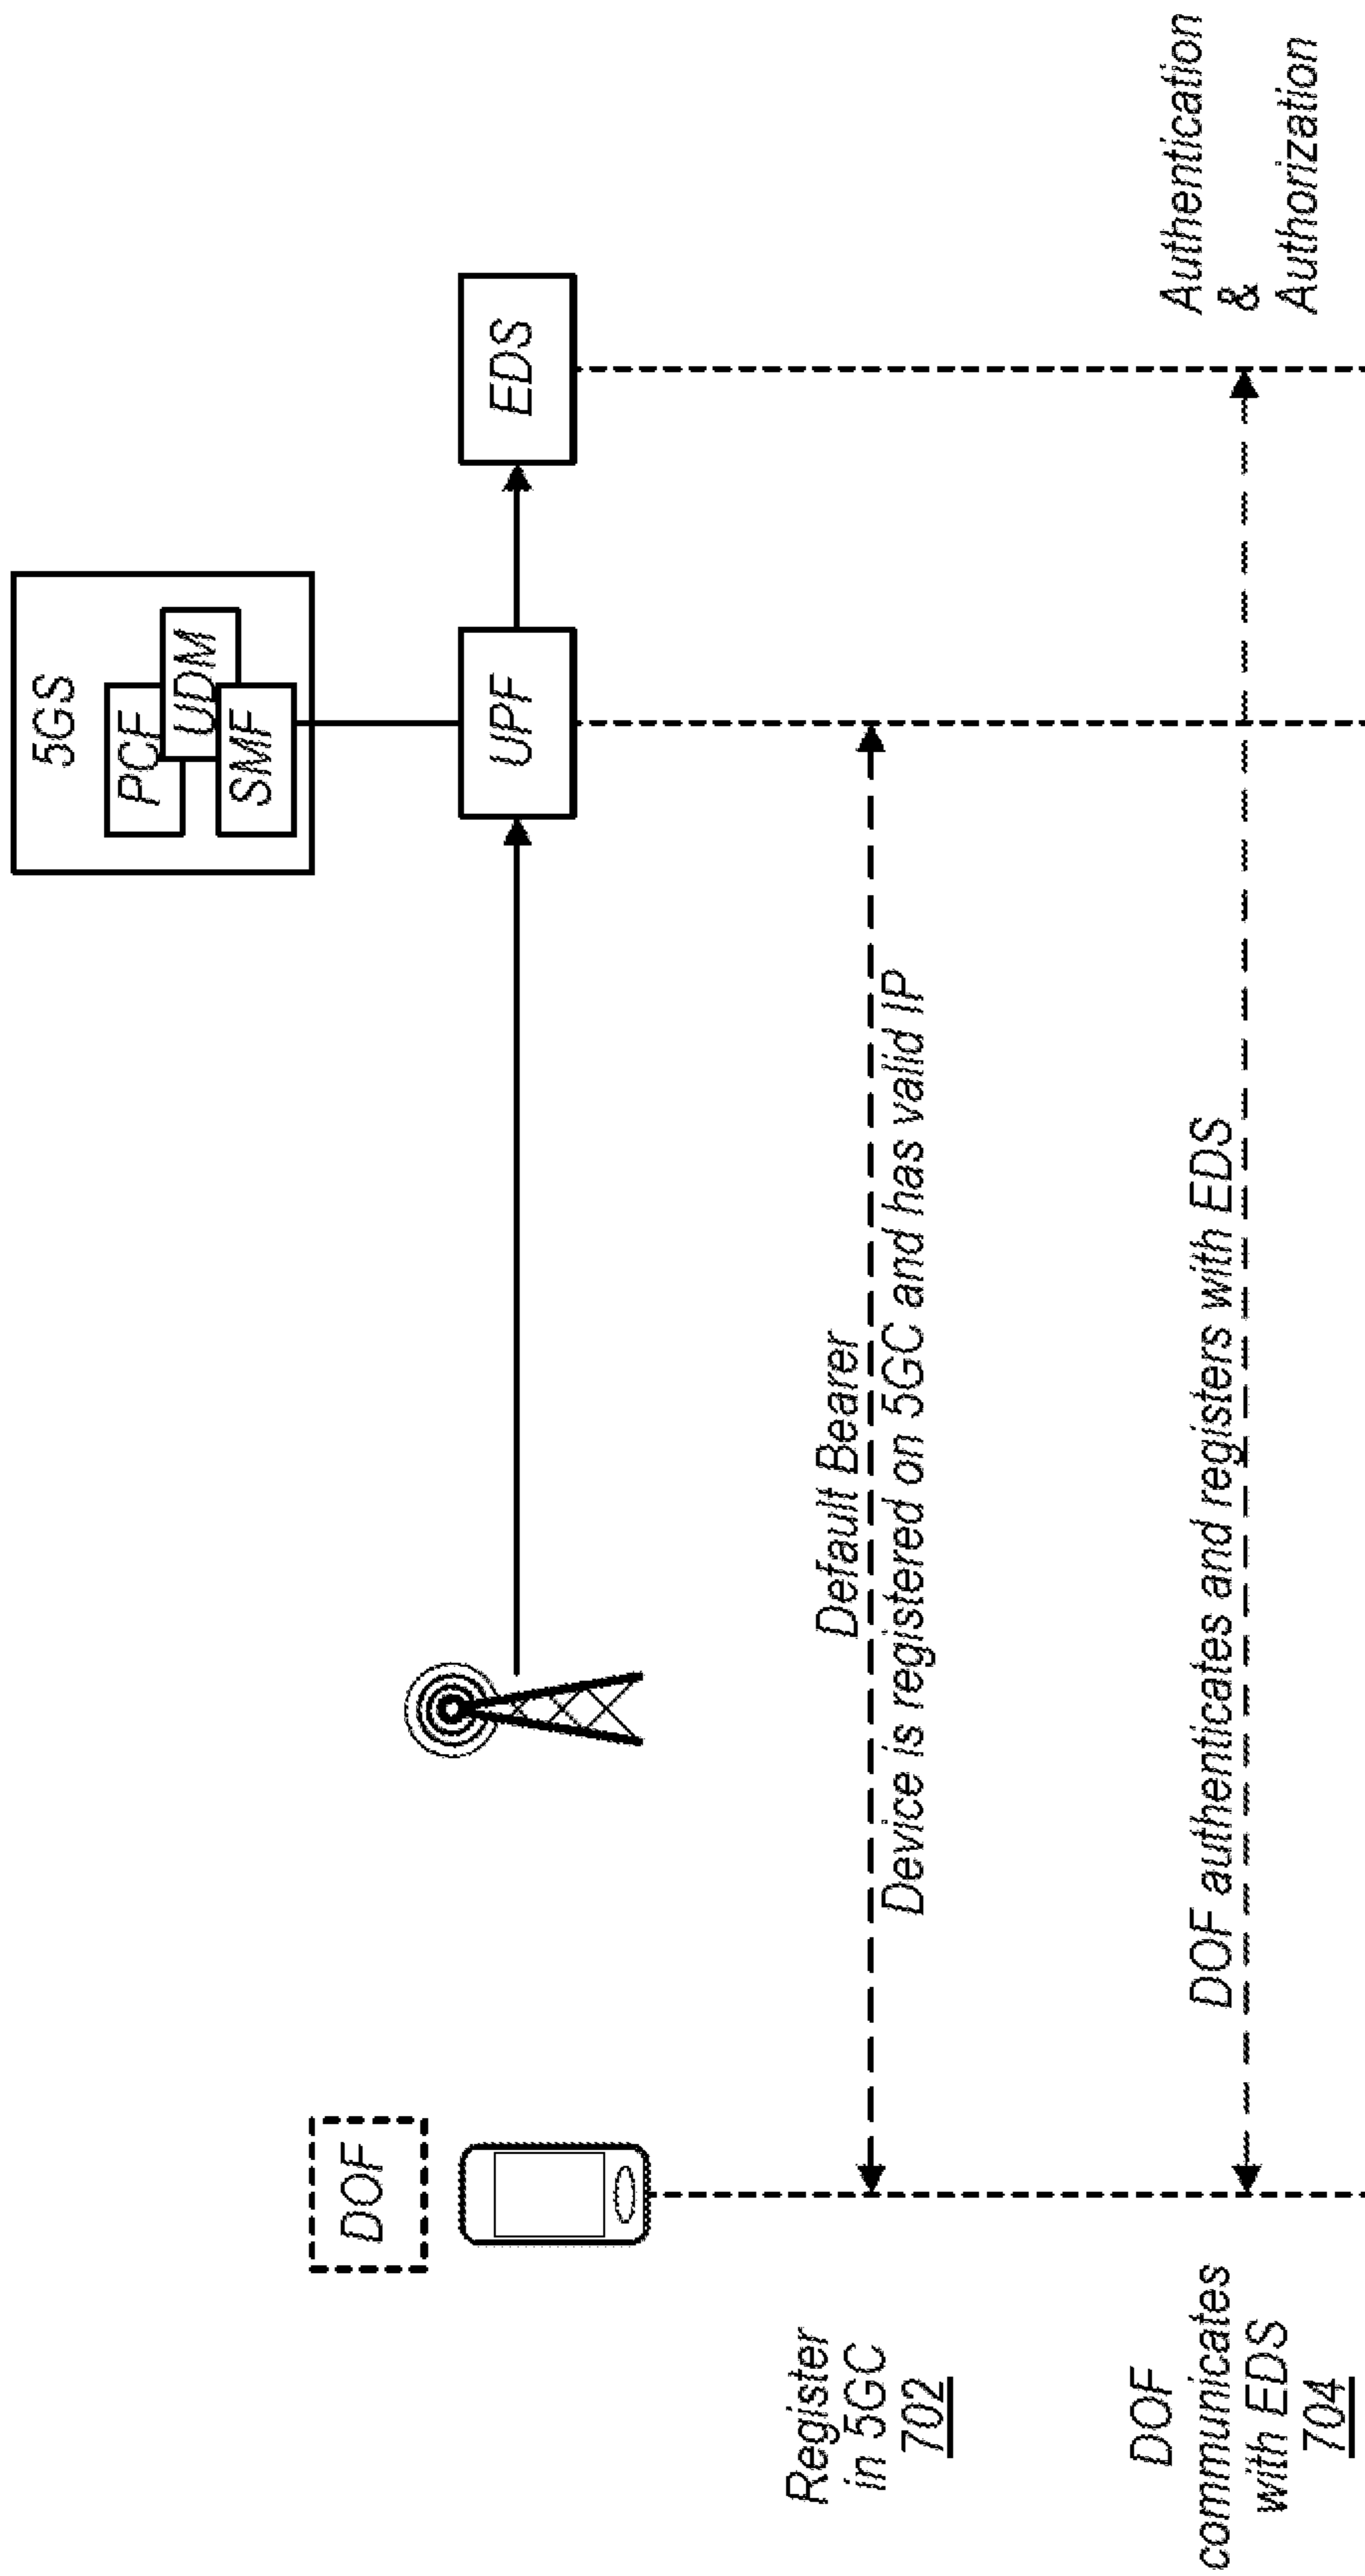 5GS
PCF
UDM
SMF
DOF
UPF
EDS
Register
in 5GC
702
Default Bearer
Device is registered on 5GC and has valid IP
DOF
communicates
with EDS
704
DOF authenticates and registers with EDS
Authentication
&
Authorization